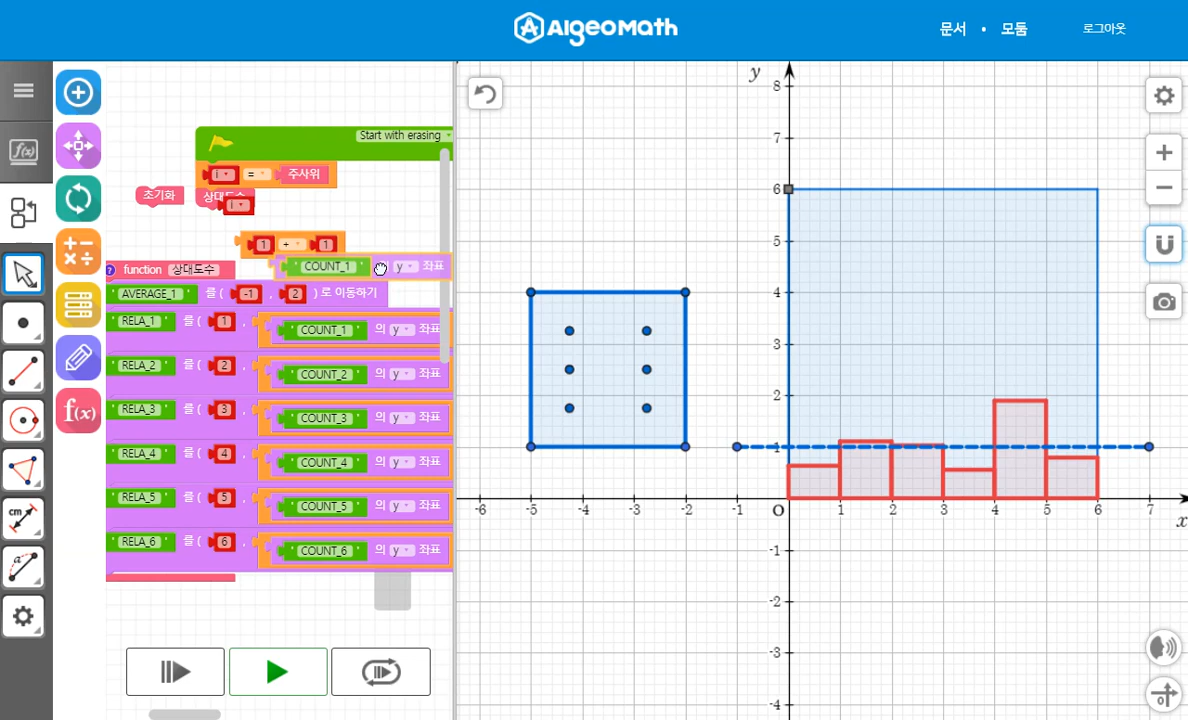 AlgeoMath
문서 • 모둠
로그아웃
Start with erasing
i = 주사위
초기화
상대도수
i
1 + 1
' COUNT_1 ' 의 y 좌표
? function 상대도수
' AVERAGE_1 ' 를 ( -1 , 2 ) 로 이동하기
' RELA_1 ' 를 ( 1 , ' COUNT_1 ' 의 y 좌표
' RELA_2 ' 를 ( 2 , ' COUNT_2 ' 의 y 좌표
' RELA_3 ' 를 ( 3 , ' COUNT_3 ' 의 y 좌표
' RELA_4 ' 를 ( 4 , ' COUNT_4 ' 의 y 좌표
' RELA_5 ' 를 ( 5 , ' COUNT_5 ' 의 y 좌표
' RELA_6 ' 를 ( 6 , ' COUNT_6 ' 의 y 좌표
f(x)
f(x)
cm
a°
y
8
7
6
5
4
3
2
1
-6 -5 -4 -3 -2 -1 O 1 2 3 4 5 6 7
x
-1
-2
-3
-4